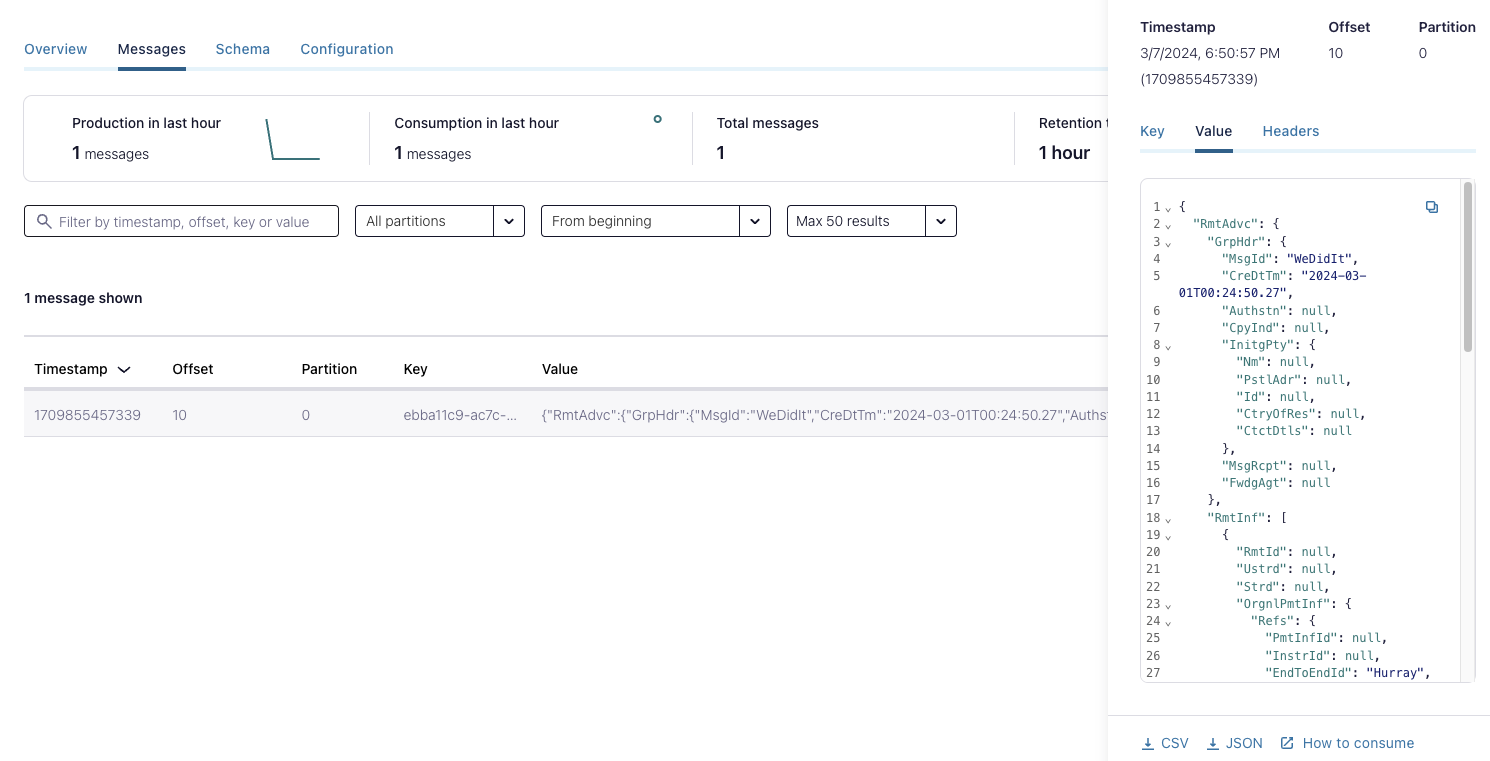 Overview Messages Schema Configuration
Production in last hour
1 messages
Consumption in last hour
1 messages
Total messages
1
Retention
1 hour
Filter by timestamp, offset, key or value
All partitions
From beginning
Max 50 results
1 message shown
Timestamp Offset Partition Key Value
1709855457339 10 0 ebba11c9-ac7c-... {"RmtAdvc":{"GrpHdr":{"MsgId":"WeDidIt","CreDtTm":"2024-03-01T00:24:50.27","Auths
Timestamp Offset Partition
3/7/2024, 6:50:57 PM 10 0
(1709855457339)
Key Value Headers
1 {
2 "RmtAdvc": {
3 "GrpHdr": {
4 "MsgId": "WeDidIt",
5 "CreDtTm": "2024-03-
01T00:24:50.27",
6 "Authstn": null,
7 "CpyInd": null,
8 "InitgPty": {
9 "Nm": null,
10 "PstlAdr": null,
11 "Id": null,
12 "CtryOfRes": null,
13 "CtctDtls": null
14 },
15 "MsgRcpt": null,
16 "FwdgAgt": null
17 },
18 "RmtInf": [
19 {
20 "RmtId": null,
21 "Ustrd": null,
22 "Strd": null,
23 "OrgnlPmtInf": {
24 "Refs": {
25 "PmtInfId": null,
26 "InstrId": null,
27 "EndToEndId": "Hurray",
CSV JSON How to consume